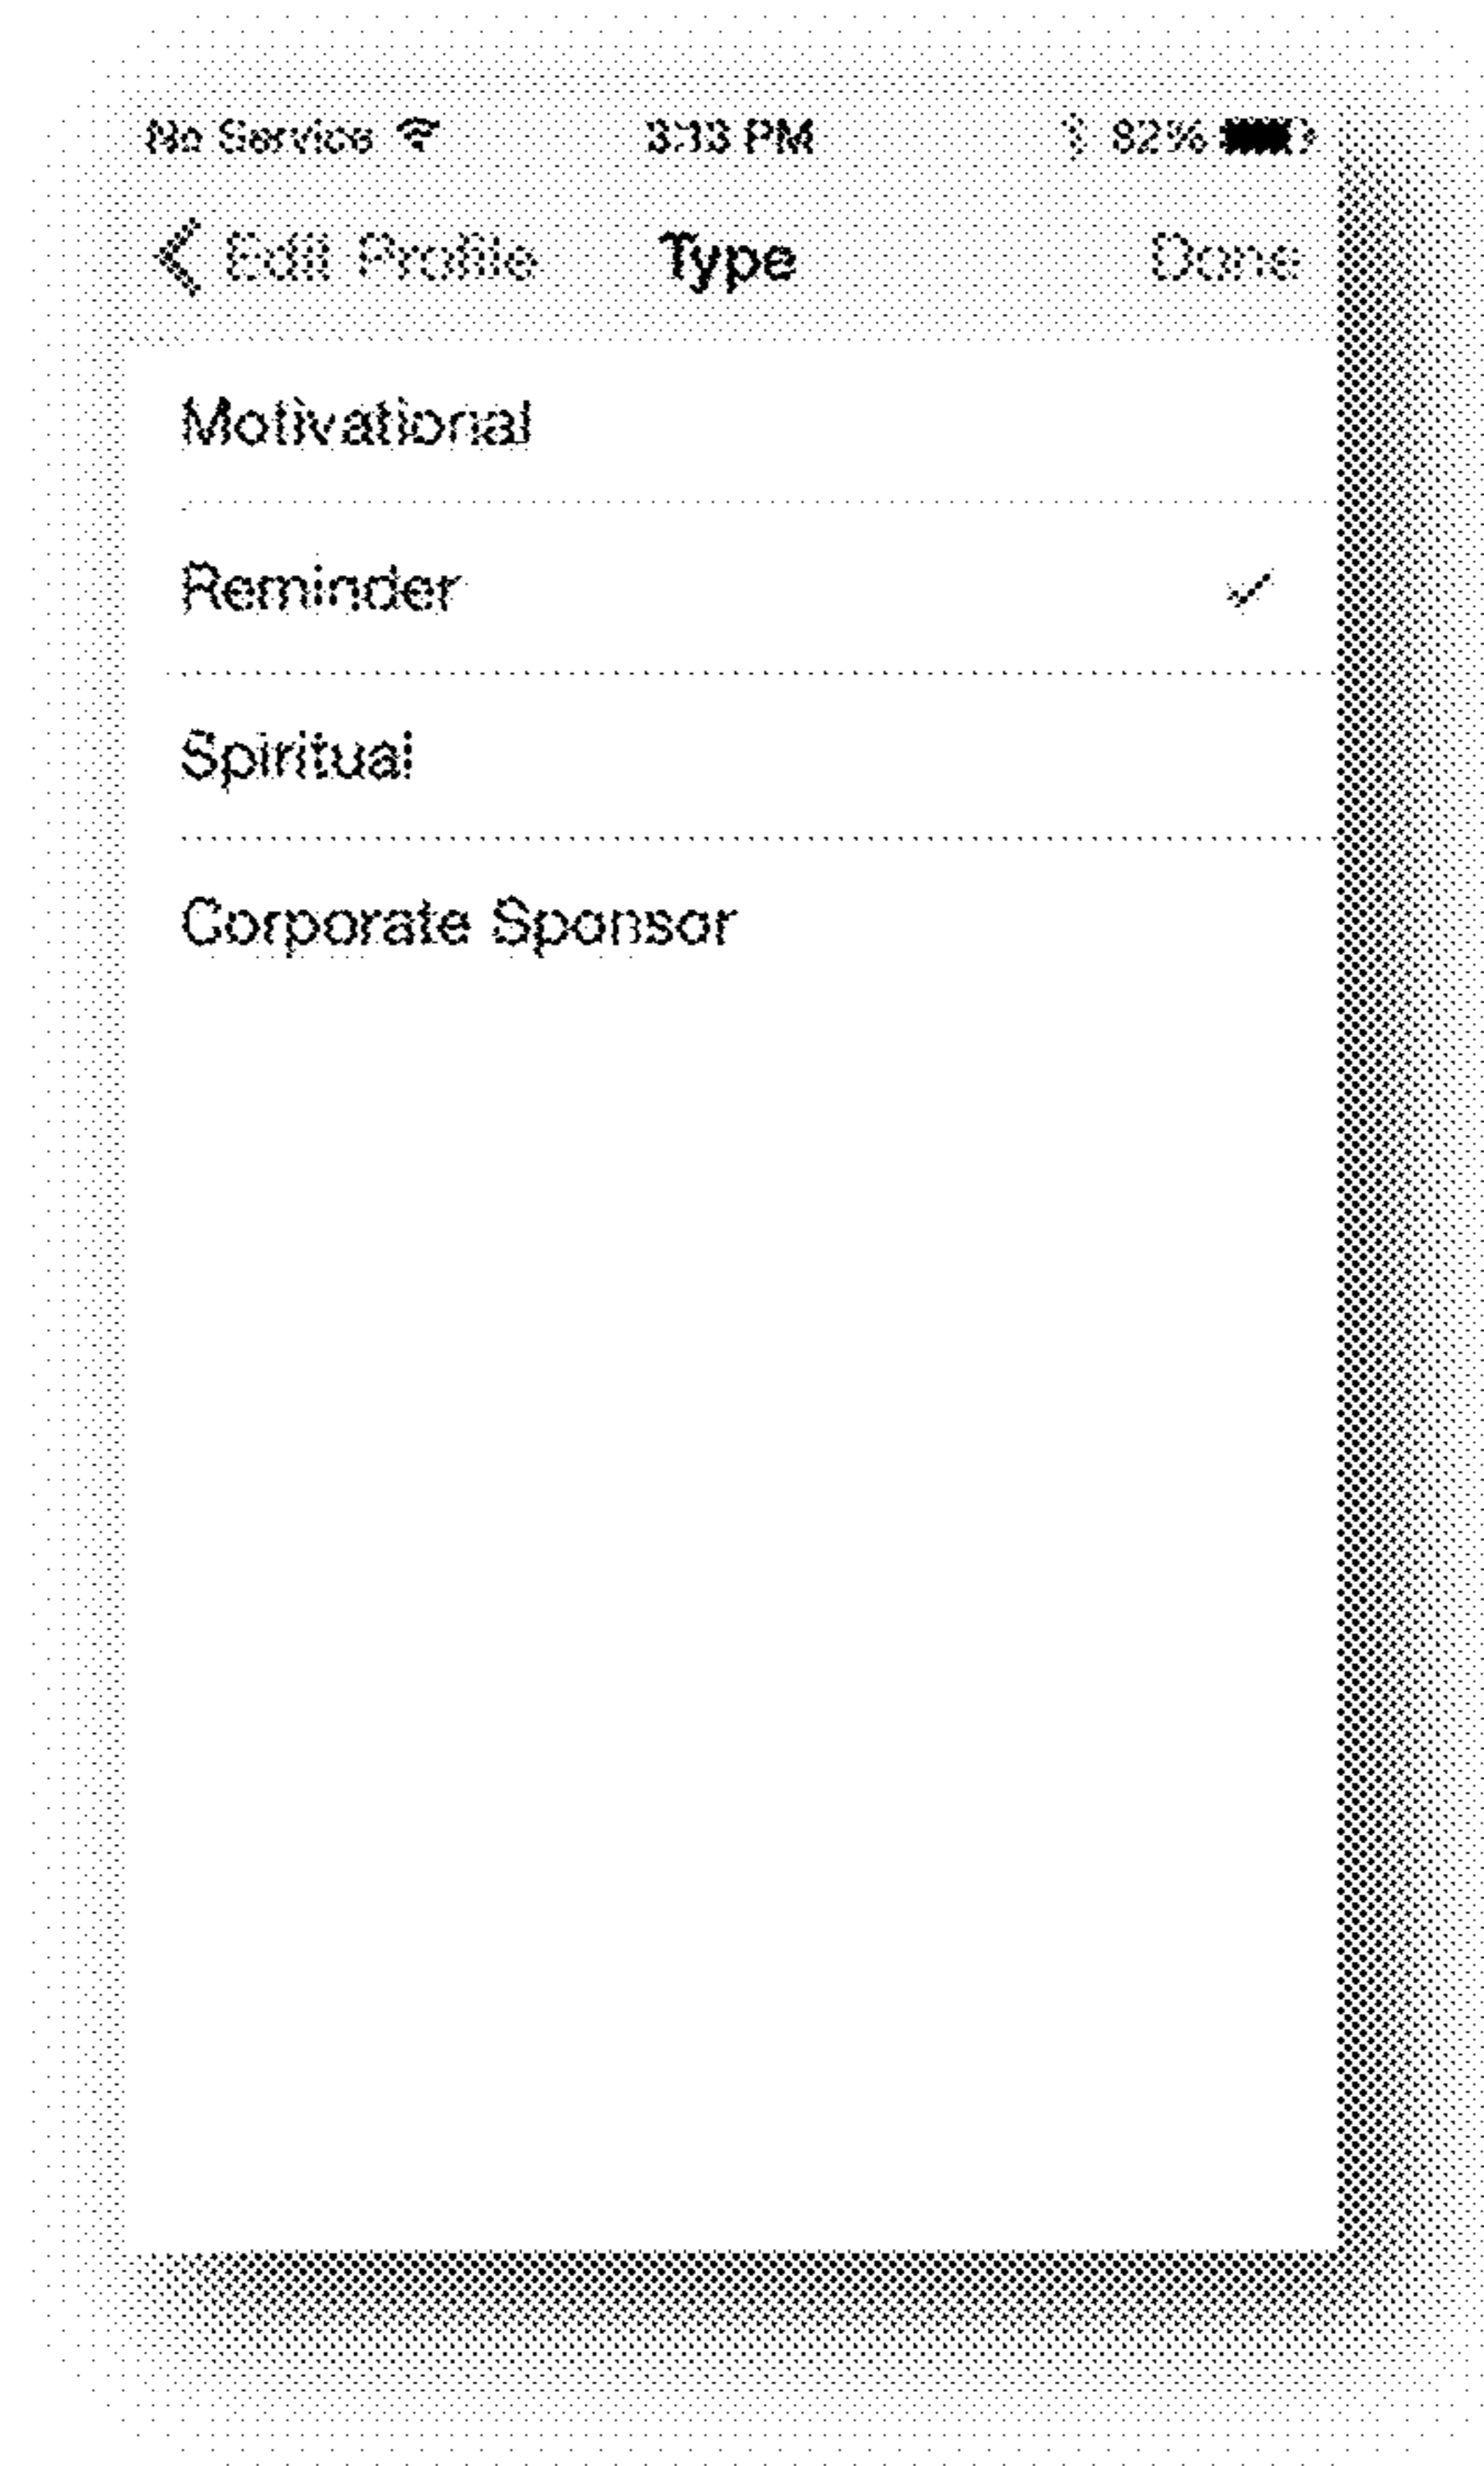 No Service 3:33 PM 82%
Edit Profile Type Done
Motivational
Reminder
Spiritual
Corporate Sponsor